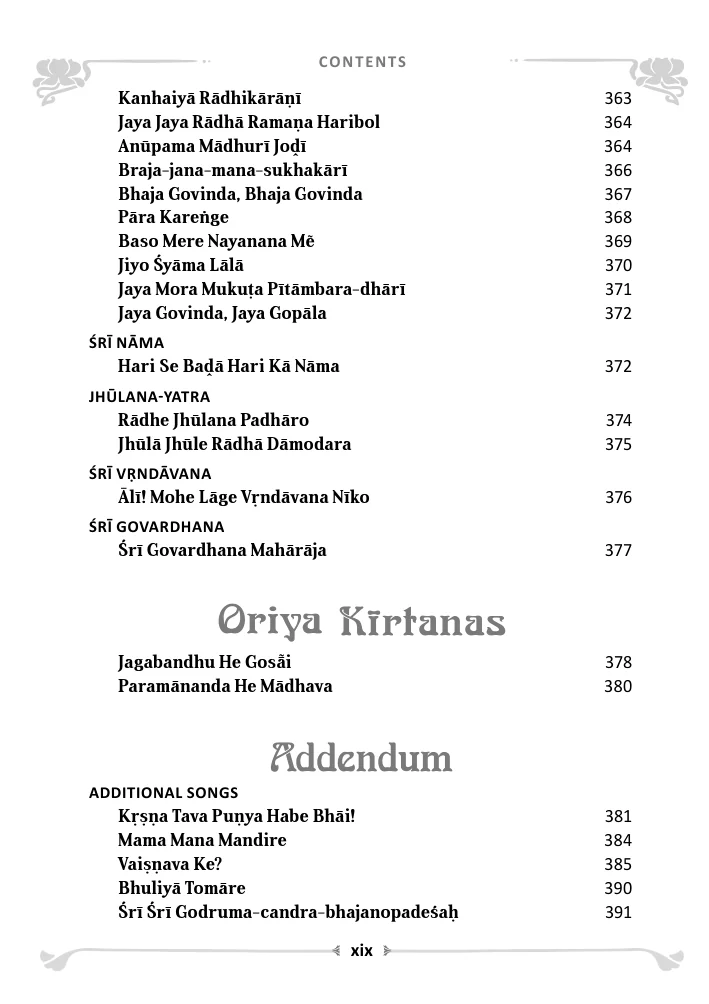 CONTENTS
Kanhaiyā Rādhikārāṇī 363
Jaya Jaya Rādhā Ramaṇa Haribol 364
Anūpama Mādhurī Joḓī 364
Braja-jana-mana-sukhakārī 366
Bhaja Govinda, Bhaja Govinda 367
Pāra Kareṅge 368
Baso Mere Nayanana Mẽ 369
Jiyo Śyāma Lālā 370
Jaya Mora Mukuṭa Pītāmbara-dhārī 371
Jaya Govinda, Jaya Gopāla 372
ŚRĪ NĀMA
Hari Se Baḓā Hari Kā Nāma 372
JHŪLANA-YATRA
Rādhe Jhūlana Padhāro 374
Jhūlā Jhūle Rādhā Dāmodara 375
ŚRĪ VṚNDĀVANA
Ālī! Mohe Lāge Vṛndāvana Nīko 376
ŚRĪ GOVARDHANA
Śrī Govardhana Mahārāja 377
Oriya Kīrtanas
Jagabandhu He Gosā̃i 378
Paramānanda He Mādhava 380
Addendum
ADDITIONAL SONGS
Kṛṣṇa Tava Puṇya Habe Bhāi! 381
Mama Mana Mandire 384
Vaiṣṇava Ke? 385
Bhuliyā Tomāre 390
Śrī Śrī Godruma-candra-bhajanopadeśaḥ 391
xix